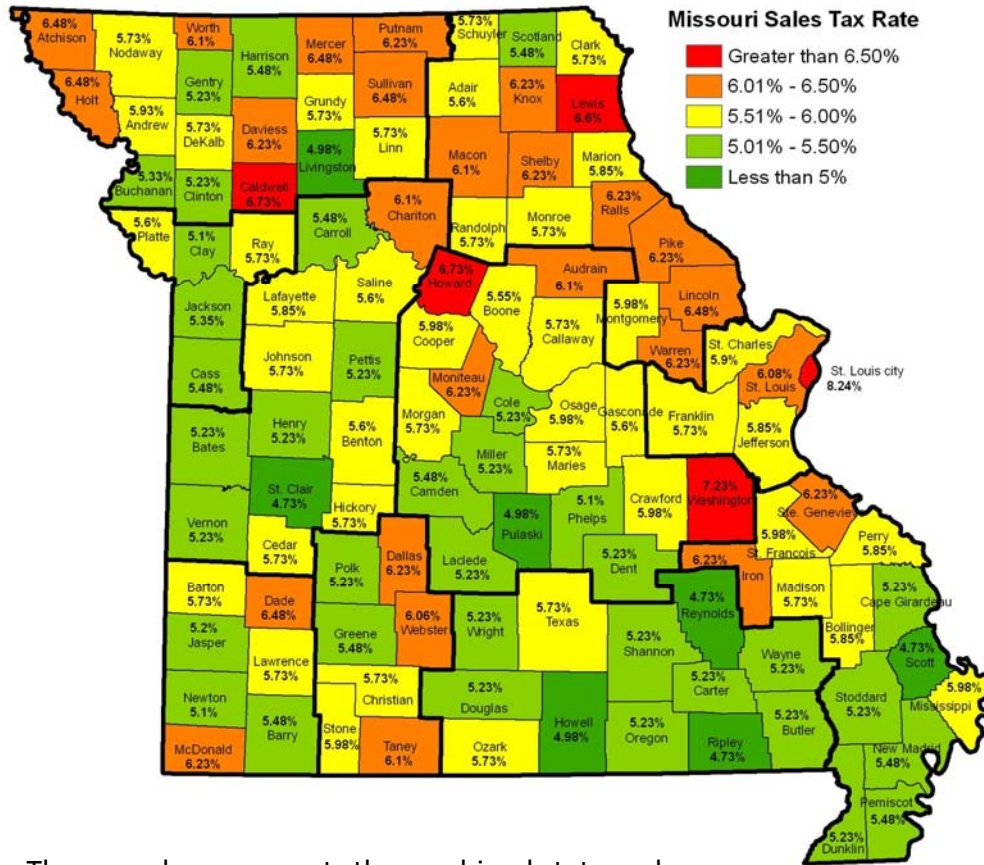 Missouri Sales Tax Rate
Greater than 6.50%
6.01% - 6.50%
5.51% - 6.00%
5.01% - 5.50%
Less than 5%
6.48%
Atchison
5.73%
Nodaway
Worth
6.1%
Harrison
5.48%
Mercer
6.48%
Putnam
6.23%
5.73%
Schuyler
Scotland
5.48%
Clark
5.73%
6.48%
Holt
5.93%
Andrew
Gentry
5.23%
5.73%
DeKalb
Daviess
6.23%
Grundy
5.73%
Sullivan
6.48%
Adair
5.6%
6.23%
Knox
Lewis
6.6%
5.33%
Buchanan
5.23%
Clinton
Caldwell
6.73%
4.98%
Livingston
5.73%
Linn
Macon
6.1%
Shelby
6.23%
Marion
5.85%
5.6%
Platte
5.1%
Clay
Ray
5.73%
5.48%
Carroll
6.1%
Chariton
Randolph
5.73%
Monroe
5.73%
6.23%
Ralls
Pike
6.23%
Jackson
5.35%
Lafayette
5.85%
Saline
5.6%
6.73%
Howard
5.55%
Boone
Audrain
6.1%
5.73%
Callaway
5.98%
Montgomery
Lincoln
6.48%
Warren
6.23%
St. Charles
5.9%
6.08%
St. Louis
St. Louis city
8.24%
Cass
5.48%
Johnson
5.73%
Pettis
5.23%
5.98%
Cooper
Moniteau
6.23%
Morgan
5.73%
Cole
5.23%
Osage
5.98%
Gasconade
5.6%
Franklin
5.73%
5.85%
Jefferson
5.23%
Bates
Henry
5.23%
5.6%
Benton
Miller
5.23%
5.73%
Maries
St. Clair
4.73%
Hickory
5.73%
5.48%
Camden
4.98%
Pulaski
5.1%
Phelps
Crawford
5.98%
7.23%
Washington
6.23%
Ste. Genevieve
5.98%
St. Francois
Perry
5.85%
Vernon
5.23%
Cedar
5.73%
Polk
5.23%
Dallas
6.23%
Laclede
5.23%
5.23%
Dent
6.23%
Iron
Madison
5.73%
Bollinger
5.85%
5.23%
Cape Girardeau
Barton
5.73%
Dade
6.48%
Greene
5.48%
6.06%
Webster
5.23%
Wright
5.73%
Texas
5.23%
Shannon
4.73%
Reynolds
Wayne
5.23%
4.73%
Scott
5.98%
Mississippi
5.2%
Jasper
Lawrence
5.73%
5.73%
Christian
5.23%
Douglas
5.23%
Carter
Stoddard
5.23%
Newton
5.1%
5.48%
Barry
Stone
5.98%
Taney
6.1%
Ozark
5.73%
Howell
4.98%
5.23%
Oregon
Ripley
4.73%
5.23%
Butler
New Madrid
5.48%
McDonald
6.23%
Pemiscot
5.48%
5.23%
Dunklin